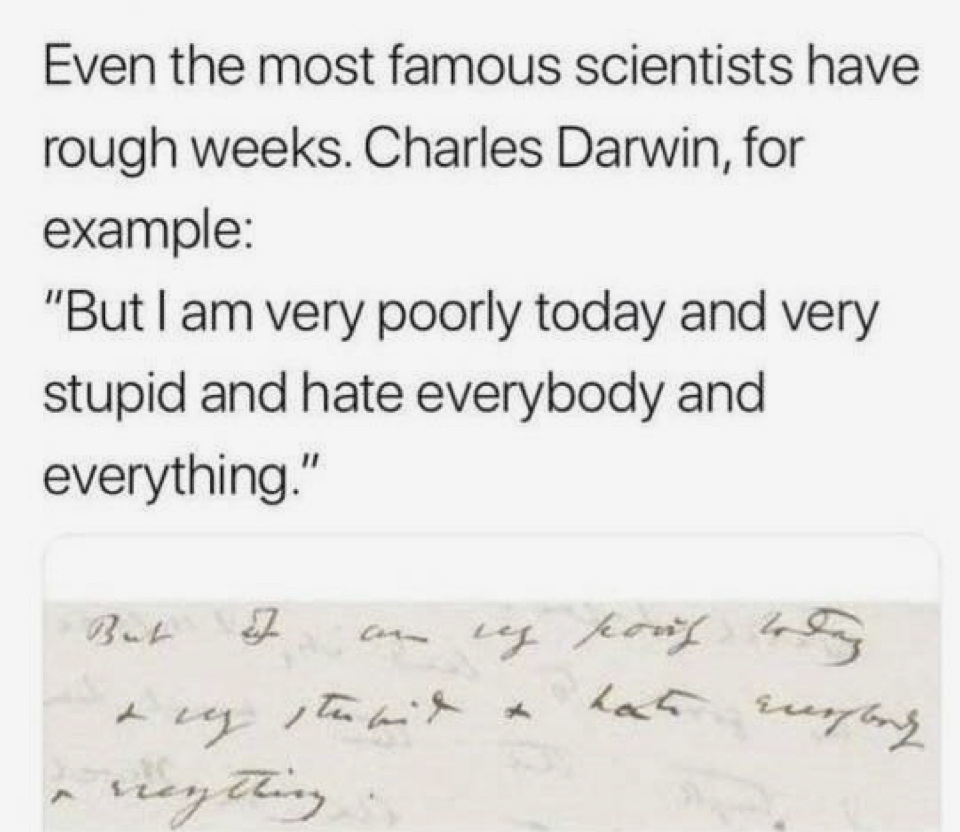 Even the most famous scientists have
rough weeks. Charles Darwin, for
example:
"But I am very poorly today and very
stupid and hate everybody and
everything."
But I am very poorly today
+ very stupid + hate everybody
+ everything.